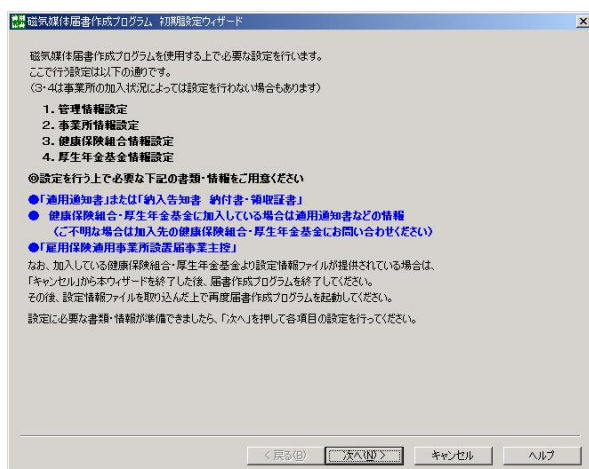 磁気媒体届書作成プログラム 初期設定ウィザード
磁気媒体届書作成プログラムを使用する上で必要な設定を行います。
ここで行う設定は以下の通りです。
(3・4は事業所の加入状況によっては設定を行わない場合もあります)
1. 管理情報設定
2. 事業所情報設定
3. 健康保険組合情報設定
4. 厚生年金基金情報設定
◎設定を行う上で必要な下記の書類・情報をご用意ください
●「適用通知書」または「納入告知書 納付書・領収証書」
● 健康保険組合・厚生年金基金に加入している場合は適用通知書などの情報
(ご不明な場合は加入先の健康保険組合・厚生年金基金にお問い合わせください)
●「雇用保険適用事業所設置届事業主控」
なお、加入している健康保険組合・厚生年金基金より設定情報ファイルが提供されている場合は、
「キャンセル」から本ウィザードを終了した後、届書作成プログラムを終了してください。
その後、設定情報ファイルを取り込んだ上で再度届書作成プログラムを起動してください。
設定に必要な書類・情報が準備できましたら、「次へ」を押して各項目の設定を行ってください。
< 戻る(B) 次へ(N) > キャンセル ヘルプ